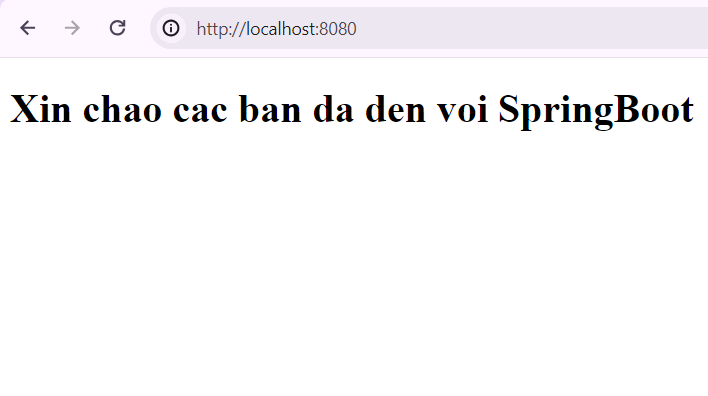 http://localhost:8080
Xin chao cac ban da den voi SpringBoot